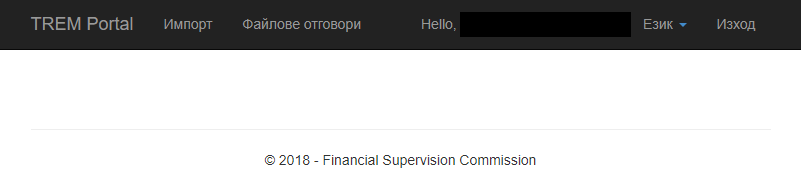 TREM Portal Импорт Файлове отговори Hello, Език Изход
© 2018 - Financial Supervision Commission